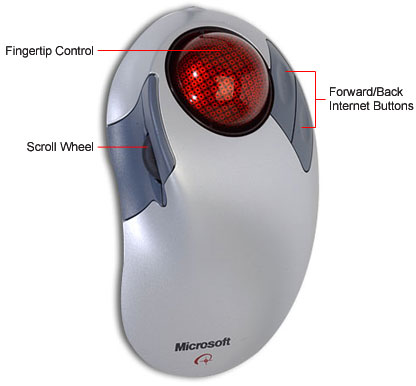 Fingertip Control
Forward/Back
Internet Buttons
Scroll Wheel
Microsoft